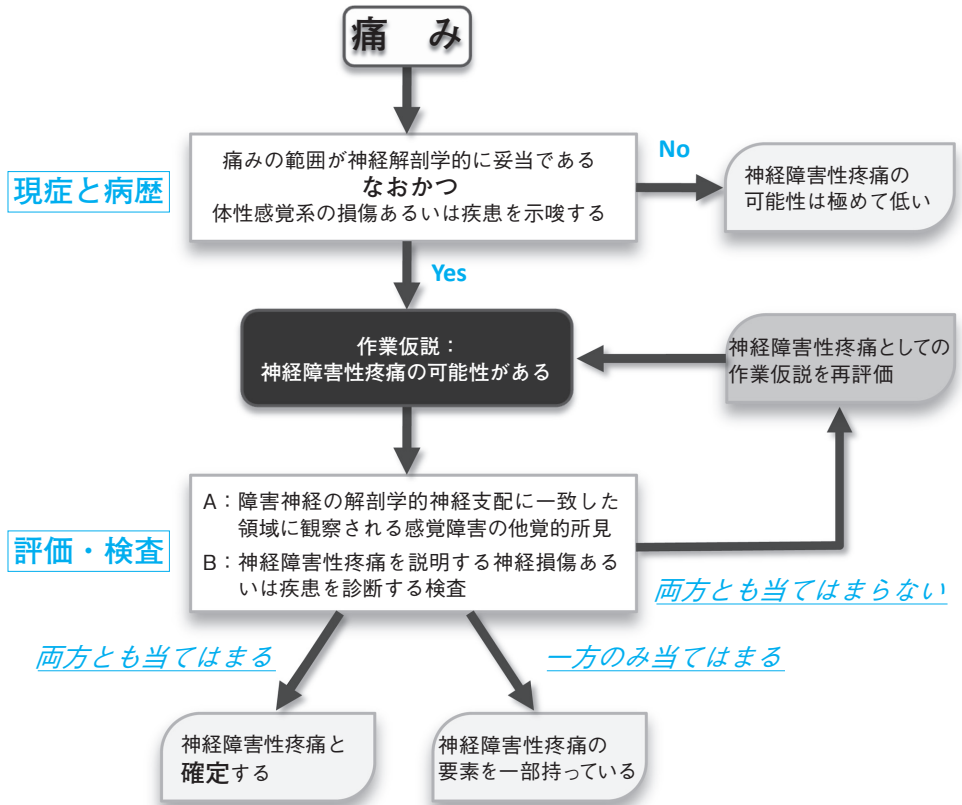 痛 み
現症と病歴
痛みの範囲が神経解剖学的に妥当である
なおかつ
体性感覚系の損傷あるいは疾患を示唆する
No
神経障害性疼痛の
可能性は極めて低い
Yes
作業仮説：
神経障害性疼痛の可能性がある
神経障害性疼痛としての
作業仮説を再評価
評価・検査
A：障害神経の解剖学的神経支配に一致した
領域に観察される感覚障害の他覚的所見
B：神経障害性疼痛を説明する神経損傷ある
いは疾患を診断する検査
両方とも当てはまらない
両方とも当てはまる
一方のみ当てはまる
神経障害性疼痛と
確定する
神経障害性疼痛の
要素を一部持っている